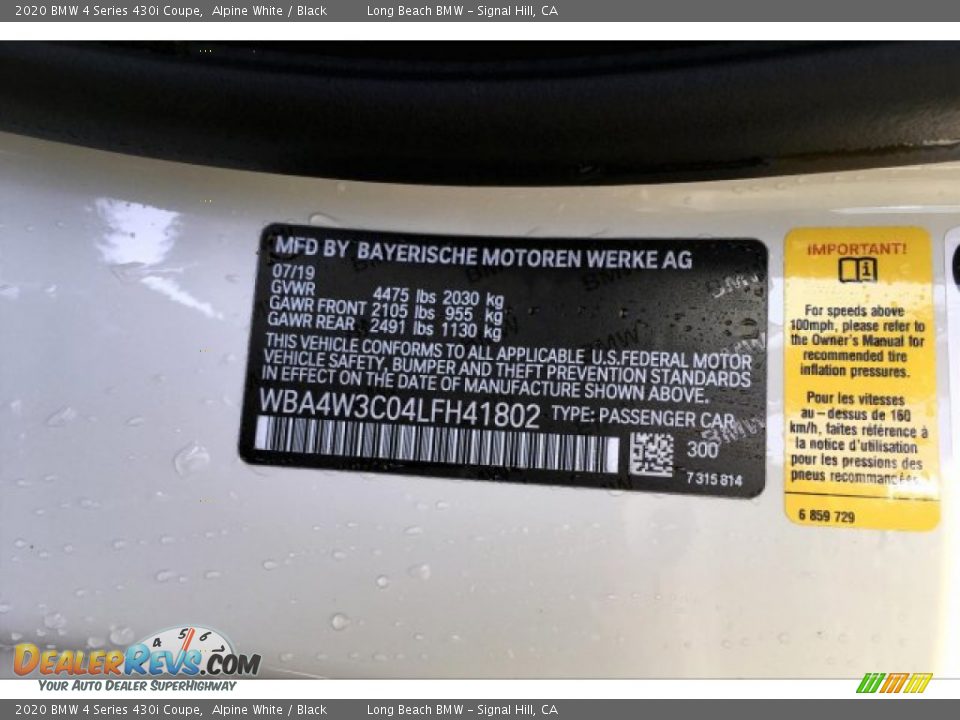 2020 BMW 4 Series 430i Coupe, Alpine White / Black Long Beach BMW - Signal Hill, CA
MFD BY BAYERISCHE MOTOREN WERKE AG
07/19
GVWR 4475 lbs 2030 kg
GAWR FRONT 2105 lbs 955 kg
GAWR REAR 2491 lbs 1130 kg
THIS VEHICLE CONFORMS TO ALL APPLICABLE U.S.FEDERAL MOTOR
VEHICLE SAFETY, BUMPER AND THEFT PREVENTION STANDARDS
IN EFFECT ON THE DATE OF MANUFACTURE SHOWN ABOVE.
WBA4W3C04LFH41802 TYPE: PASSENGER CAR
300
7 315 814
IMPORTANT!
For speeds above
100mph, please refer to
the Owner's Manual for
recommended tire
inflation pressures.
Pour les vitesses
au-dessus de 160
km/h, faites référence à
la notice d'utilisation
pour les pressions des
pneus recommandées.
6 859 729
4 5 6
DEALERREVS.COM
YOUR AUTO DEALER SUPERHIGHWAY
2020 BMW 4 Series 430i Coupe, Alpine White / Black Long Beach BMW - Signal Hill, CA